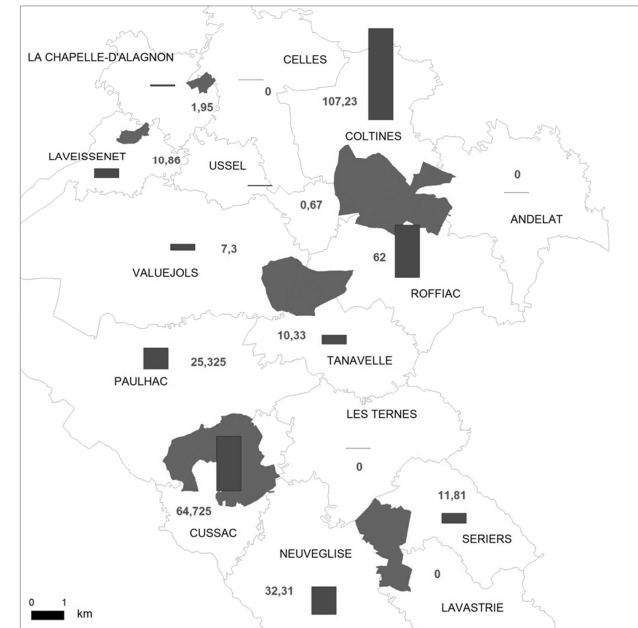 LA CHAPELLE-D'ALAGNON
CELLES
0
1,95
107,23
COLTINES
LAVEISSENET
10,86
USSEL
0
0,67
ANDELAT
7,3
62
VALUEJOLS
ROFFIAC
10,33
TANAVELLE
25,325
PAULHAC
LES TERNES
0
11,81
64,725
CUSSAC
SERIERS
NEUVEGLISE
0
32,31
LAVASTRIE
0 1
km